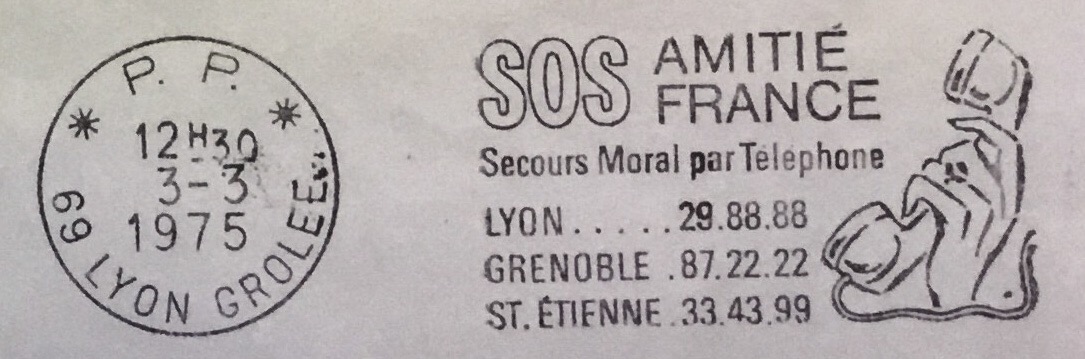 P. P.
12H30
3-3
1975
69 LYON GROLEE
SOS AMITIÉ
FRANCE
Secours Moral par Téléphone
LYON.....29.88.88
GRENOBLE .87.22.22
ST. ÉTIENNE .33.43.99